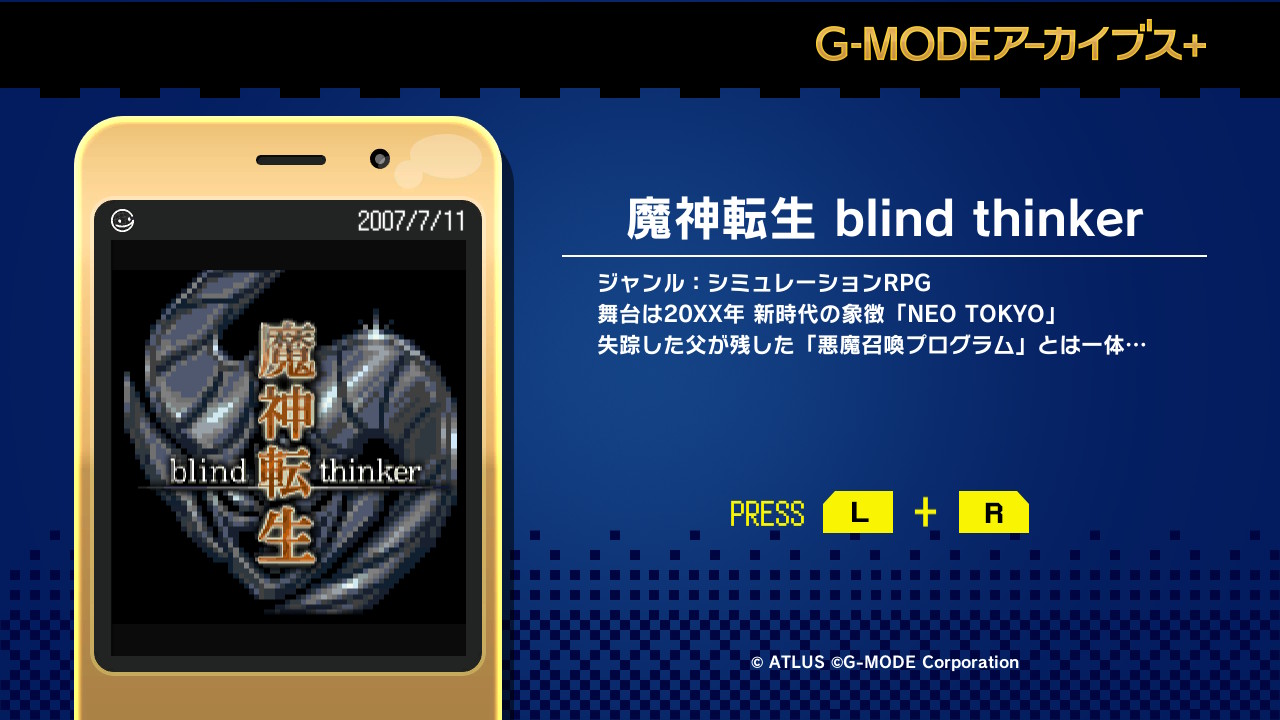 G-MODEアーカイブス+
2007/7/11
魔神転生
blind thinker
魔神転生 blind thinker
ジャンル：シミュレーションRPG
舞台は20XX年 新時代の象徴「NEO TOKYO」
失踪した父が残した「悪魔召喚プログラム」とは一体…
PRESS L + R
© ATLUS ©G-MODE Corporation